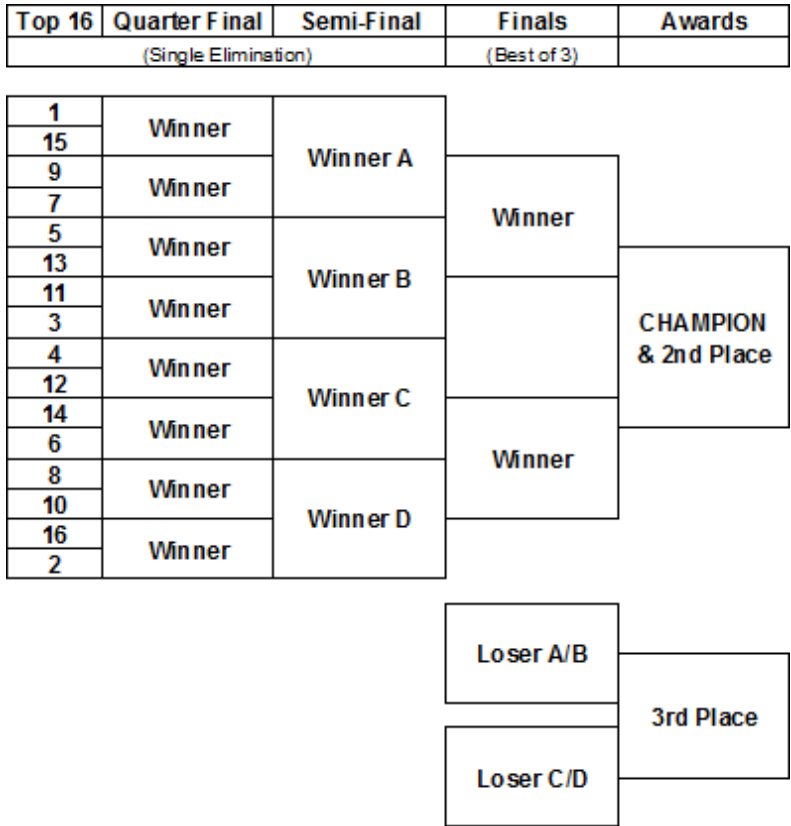 Top 16 Quarter Final Semi-Final Finals Awards
(Single Elimination) (Best of 3)
1
Winner
15
Winner A
9
Winner
7
Winner
5
Winner
13
Winner B
11
Winner
3
CHAMPION
& 2nd Place
4
Winner
12
Winner C
14
Winner
6
Winner
8
Winner
10
Winner D
16
Winner
2
Loser A/B
3rd Place
Loser C/D